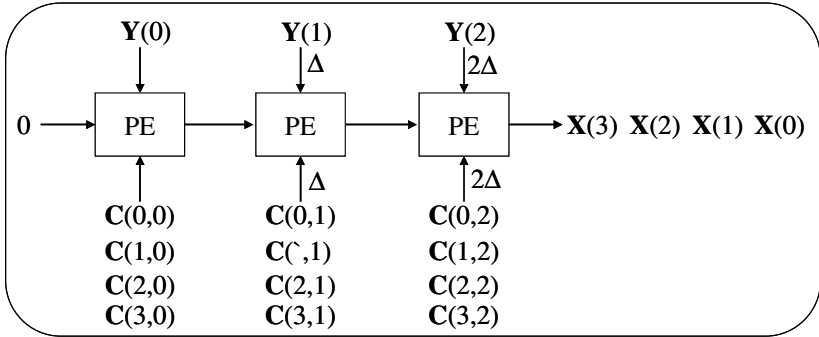 Y(0) Y(1) Y(2)
Δ 2Δ
0 PE PE PE X(3) X(2) X(1) X(0)
Δ 2Δ
C(0,0) C(0,1) C(0,2)
C(1,0) C(`,1) C(1,2)
C(2,0) C(2,1) C(2,2)
C(3,0) C(3,1) C(3,2)